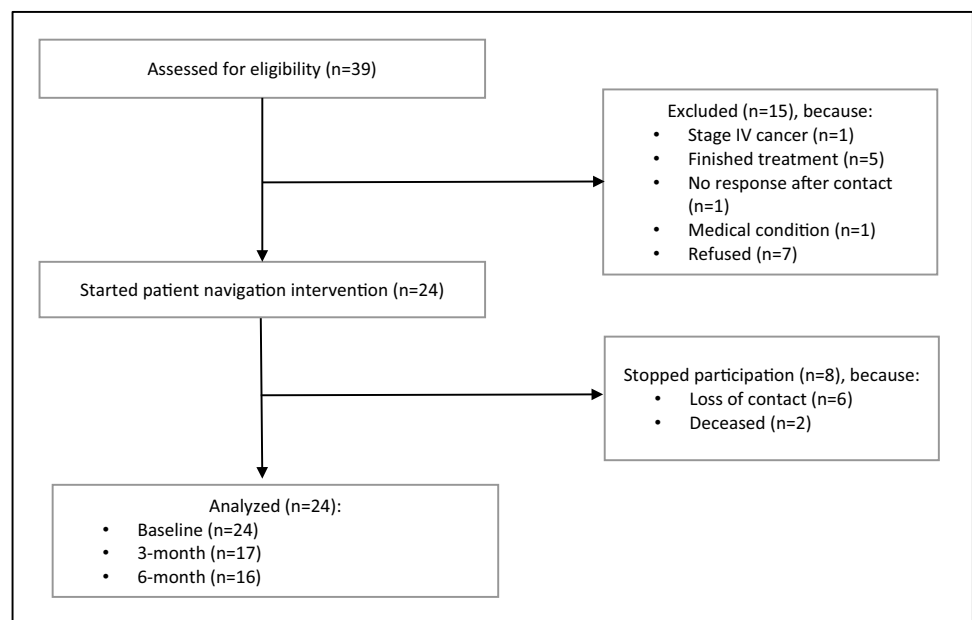 Assessed for eligibility (n=39)
Excluded (n=15), because:
• Stage IV cancer (n=1)
• Finished treatment (n=5)
• No response after contact
(n=1)
• Medical condition (n=1)
• Refused (n=7)
Started patient navigation intervention (n=24)
Stopped participation (n=8), because:
• Loss of contact (n=6)
• Deceased (n=2)
Analyzed (n=24):
• Baseline (n=24)
• 3-month (n=17)
• 6-month (n=16)